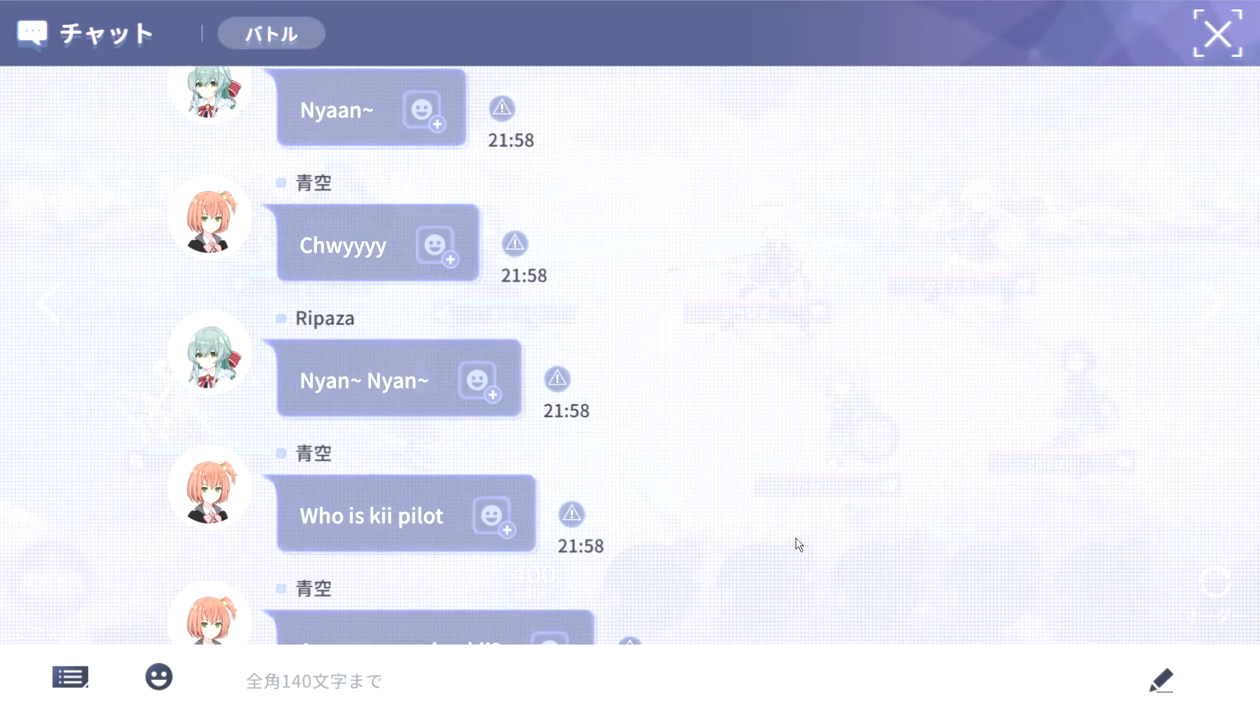 チャット
バトル
Nyaan~
21:58
青空
Chwyyyy
21:58
Ripaza
Nyan~ Nyan~
21:58
青空
Who is kii pilot
21:58
青空
400
全角140文字まで